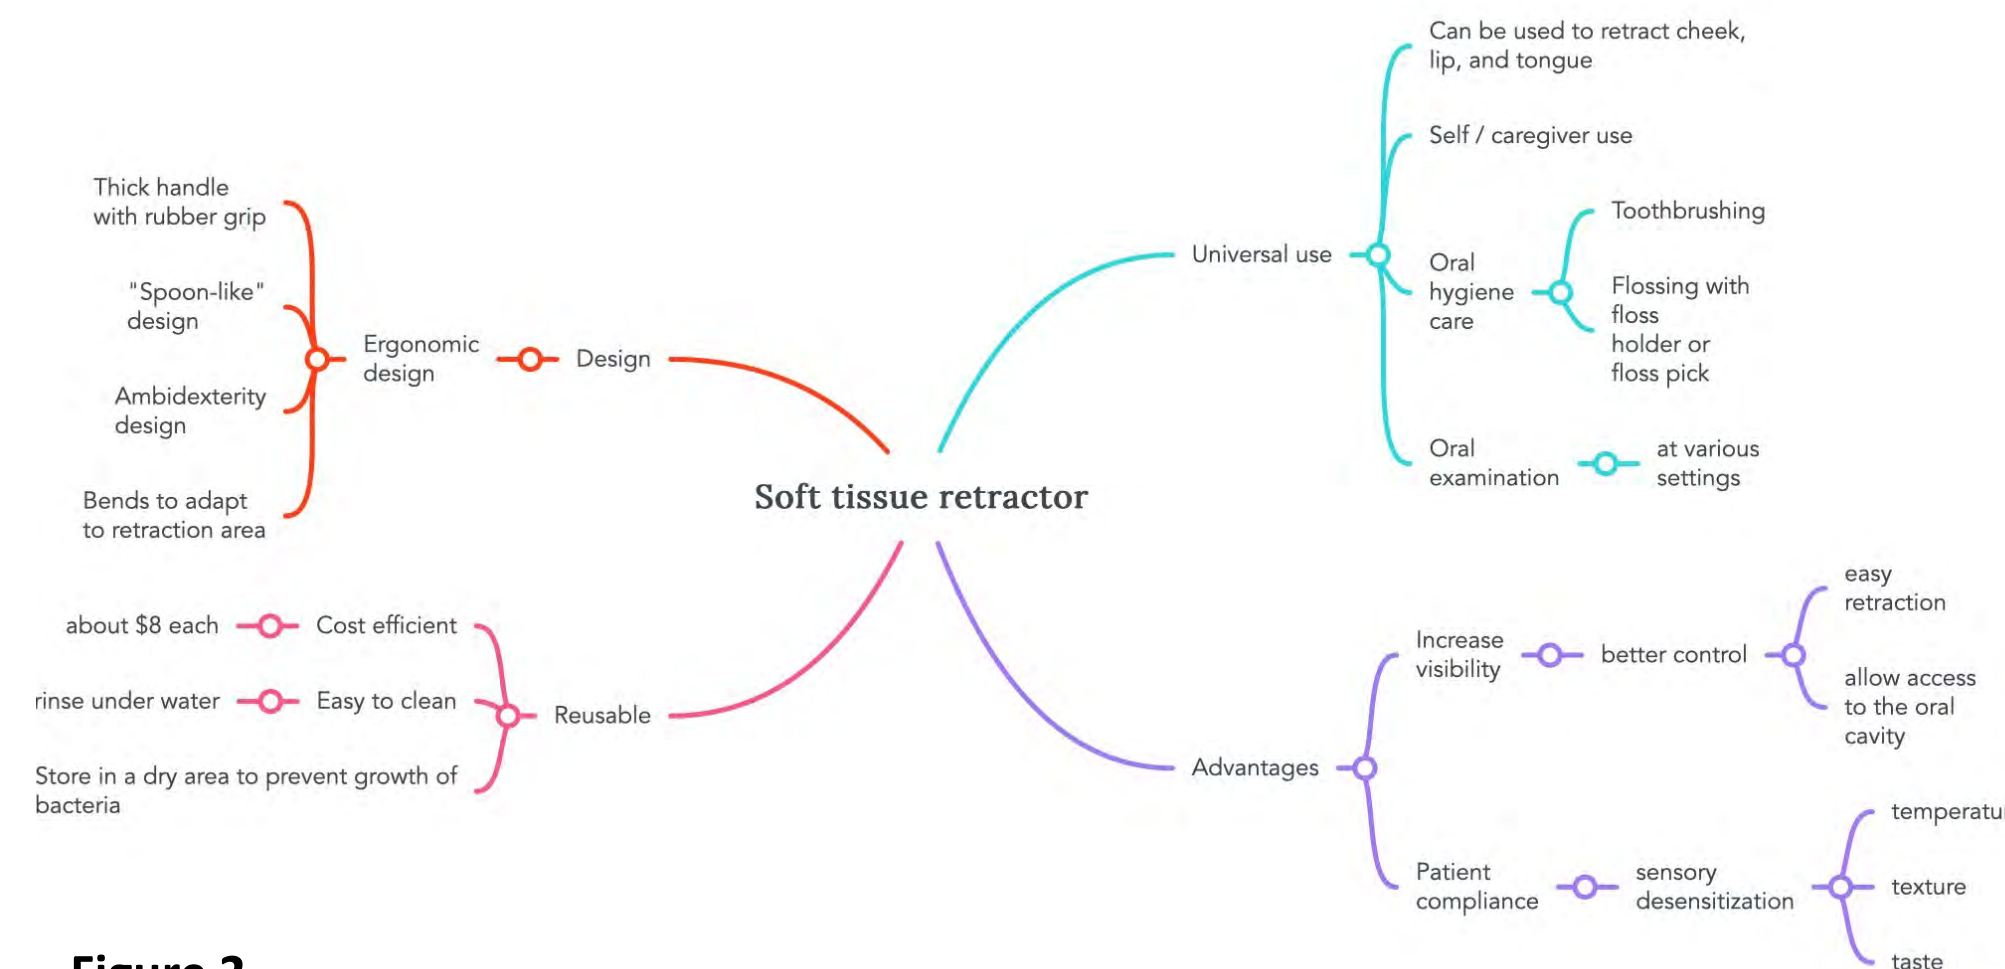 Can be used to retract cheek,
lip, and tongue
Self / caregiver use
Thick handle
with rubber grip
Toothbrushing
Universal use
Oral
hygiene
care
Flossing with
floss
holder or
floss pick
"Spoon-like"
design
Ergonomic
design
Design
Ambidexterity
design
Oral
examination
at various
settings
Bends to adapt
to retraction area
Soft tissue retractor
easy
retraction
about $8 each
Cost efficient
Increase
visibility
better control
allow access
to the oral
cavity
rinse under water
Easy to clean
Reusable
Store in a dry area to prevent growth of
bacteria
Advantages
temperatu
Patient
compliance
sensory
desensitization
texture
taste
Figure 2